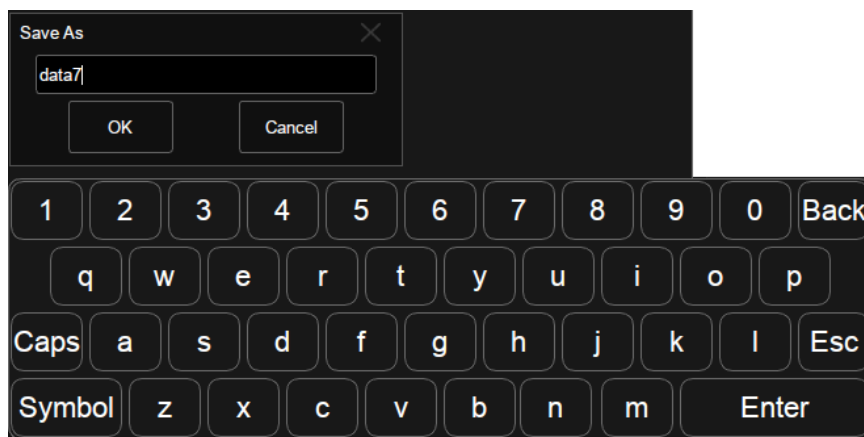 Save As
data7
OK Cancel
1 2 3 4 5 6 7 8 9 0 Back
q w e r t y u i o p
Caps a s d f g h j k l Esc
Symbol z x c v b n m Enter